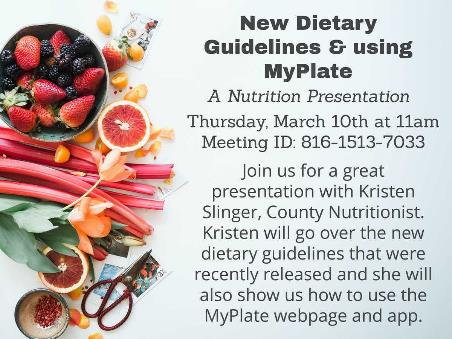 New Dietary
Guidelines & using
MyPlate
A Nutrition Presentation
Thursday, March 10th at 11am
Meeting ID: 816-1513-7033
Join us for a great
presentation with Kristen
Slinger, County Nutritionist.
Kristen will go over the new
dietary guidelines that were
recently released and she will
also show us how to use the
MyPlate webpage and app.